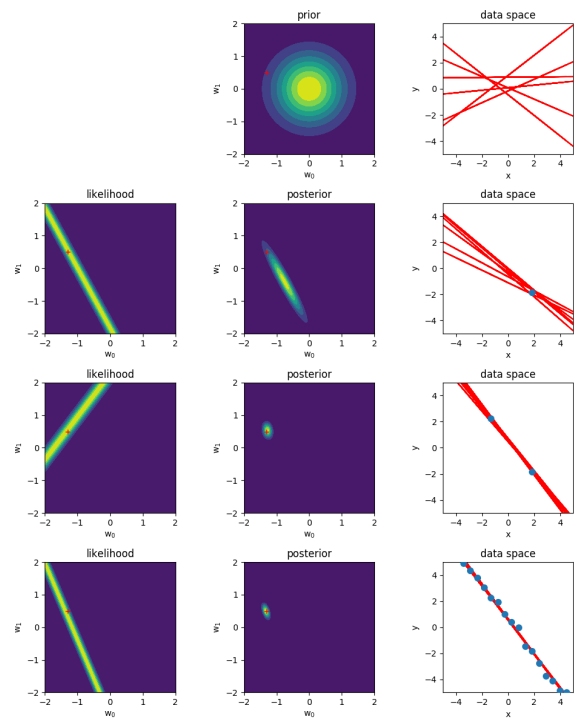 prior
w₁
2
1
0
−1
−2
−2 −1 0 1 2
w₀
data space
y
4
2
0
−2
−4
−4 −2 0 2 4
x
likelihood
w₁
2
1
0
−1
−2
−2 −1 0 1 2
w₀
posterior
w₁
2
1
0
−1
−2
−2 −1 0 1 2
w₀
data space
y
4
2
0
−2
−4
−4 −2 0 2 4
x
likelihood
w₁
2
1
0
−1
−2
−2 −1 0 1 2
w₀
posterior
w₁
2
1
0
−1
−2
−2 −1 0 1 2
w₀
data space
y
4
2
0
−2
−4
−4 −2 0 2 4
x
likelihood
w₁
2
1
0
−1
−2
−2 −1 0 1 2
w₀
posterior
w₁
2
1
0
−1
−2
−2 −1 0 1 2
w₀
data space
y
4
2
0
−2
−4
−4 −2 0 2 4
x